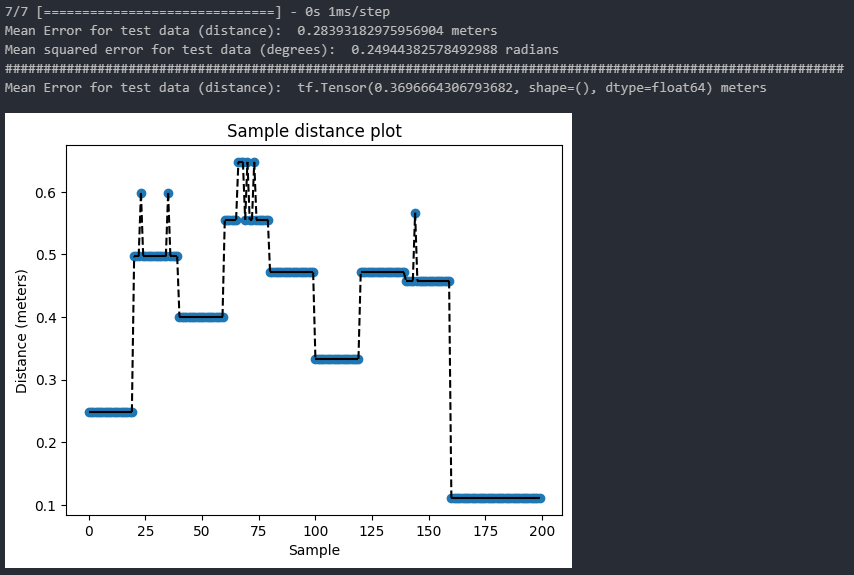 7/7 [==============================] - 0s 1ms/step
Mean Error for test data (distance):  0.28393182975956904 meters
Mean squared error for test data (degrees):  0.24944382578492988 radians
############################################################################################################
Mean Error for test data (distance):  tf.Tensor(0.3696664306793682, shape=(), dtype=float64) meters
Sample distance plot
0.6
0.5
0.4
0.3
0.2
0.1
Distance (meters)
0 25 50 75 100 125 150 175 200
Sample